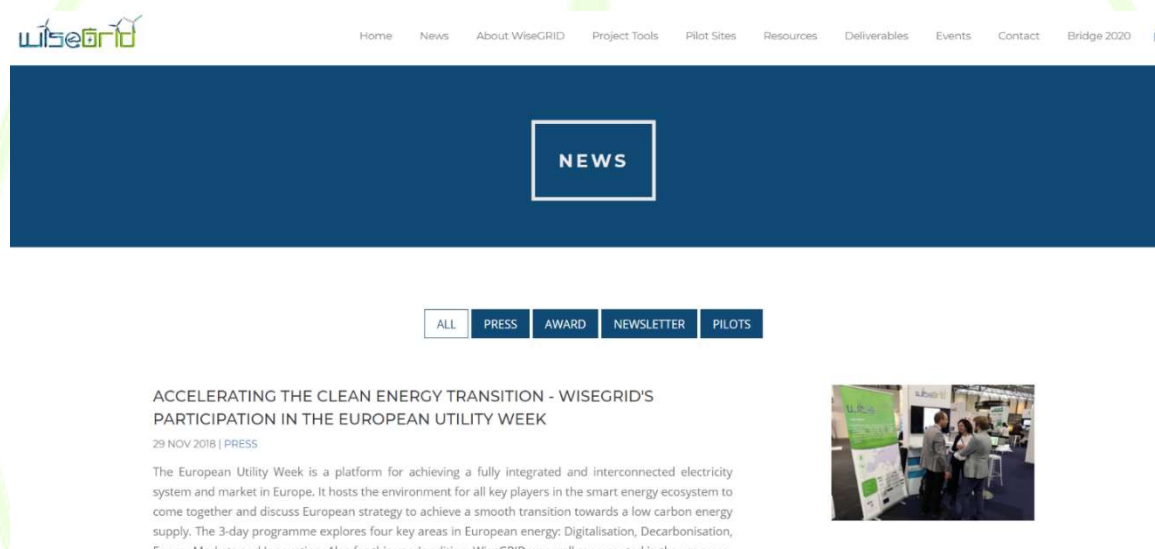 wiseGrid
Home News About WiseGRID Project Tools Pilot Sites Resources Deliverables Events Contact Bridge 2020
NEWS
ALL PRESS AWARD NEWSLETTER PILOTS
ACCELERATING THE CLEAN ENERGY TRANSITION - WISEGRID'S
PARTICIPATION IN THE EUROPEAN UTILITY WEEK
29 NOV 2018 | PRESS
The European Utility Week is a platform for achieving a fully integrated and interconnected electricity
system and market in Europe. It hosts the environment for all key players in the smart energy ecosystem to
come together and discuss European strategy to achieve a smooth transition towards a low carbon energy
supply. The 3-day programme explores four key areas in European energy: Digitalisation, Decarbonisation,